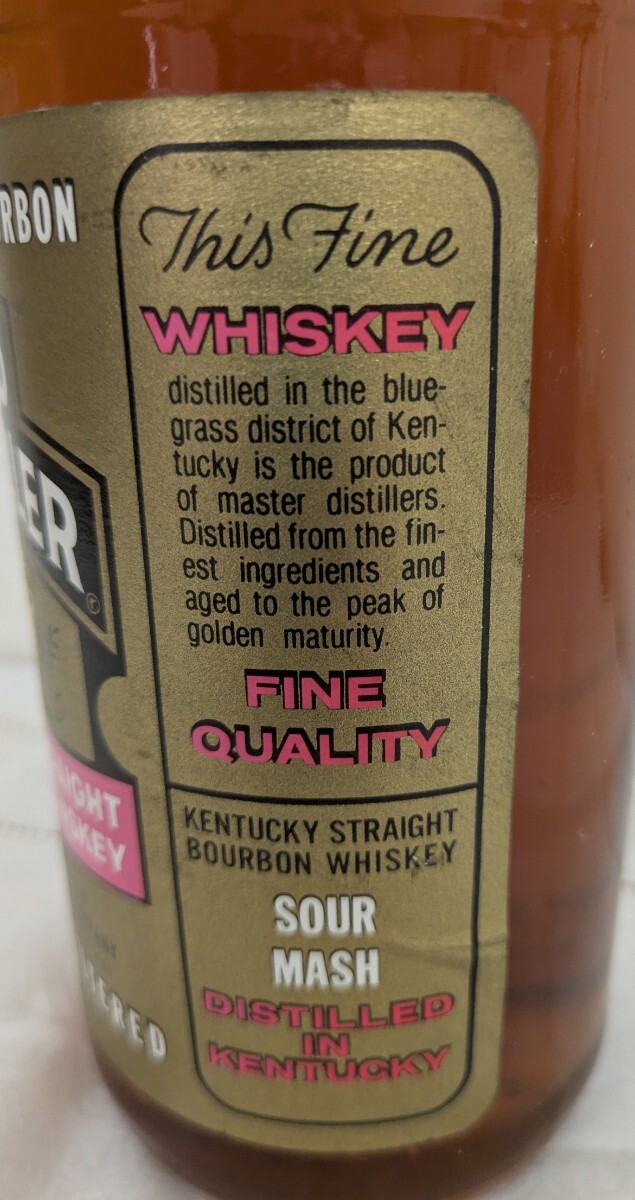 This Fine
WHISKEY
distilled in the blue-
grass district of Ken-
tucky is the product
of master distillers.
Distilled from the fin-
est ingredients and
aged to the peak of
golden maturity.
FINE
QUALITY
KENTUCKY STRAIGHT
BOURBON WHISKEY
SOUR
MASH
DISTILLED
IN
KENTUCKY